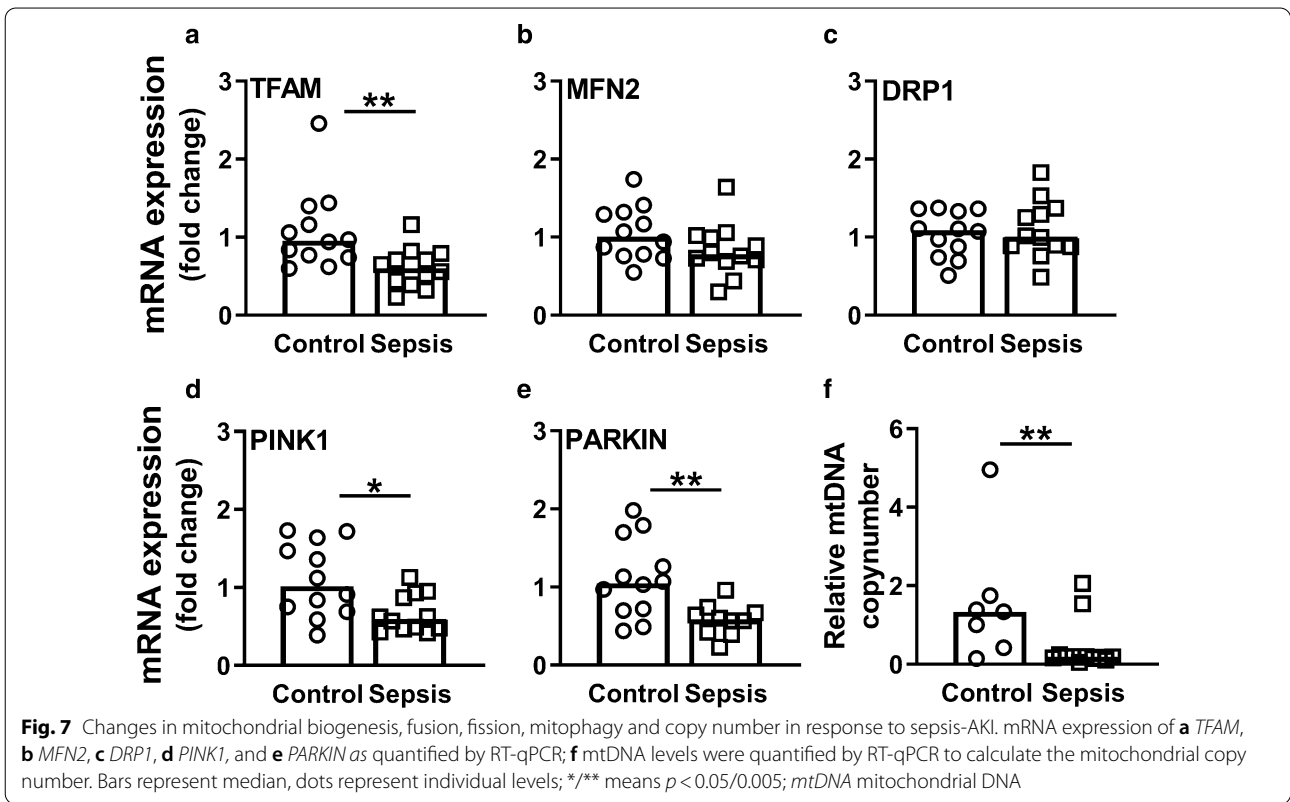 a
b
c
mRNA expression
(fold change)
3
2
1
0
TFAM
**
Control Sepsis
3
2
1
0
MFN2
Control Sepsis
3
2
1
0
DRP1
Control Sepsis
d
e
f
mRNA expression
(fold change)
3
2
1
0
PINK1
*
Control Sepsis
3
2
1
0
PARKIN
**
Control Sepsis
Relative mtDNA
copynumber
6
4
2
0
**
Control Sepsis
Fig. 7 Changes in mitochondrial biogenesis, fusion, fission, mitophagy and copy number in response to sepsis-AKI. mRNA expression of a TFAM,
b MFN2, c DRP1, d PINK1, and e PARKIN as quantified by RT-qPCR; f mtDNA levels were quantified by RT-qPCR to calculate the mitochondrial copy
number. Bars represent median, dots represent individual levels; */** means p < 0.05/0.005; mtDNA mitochondrial DNA